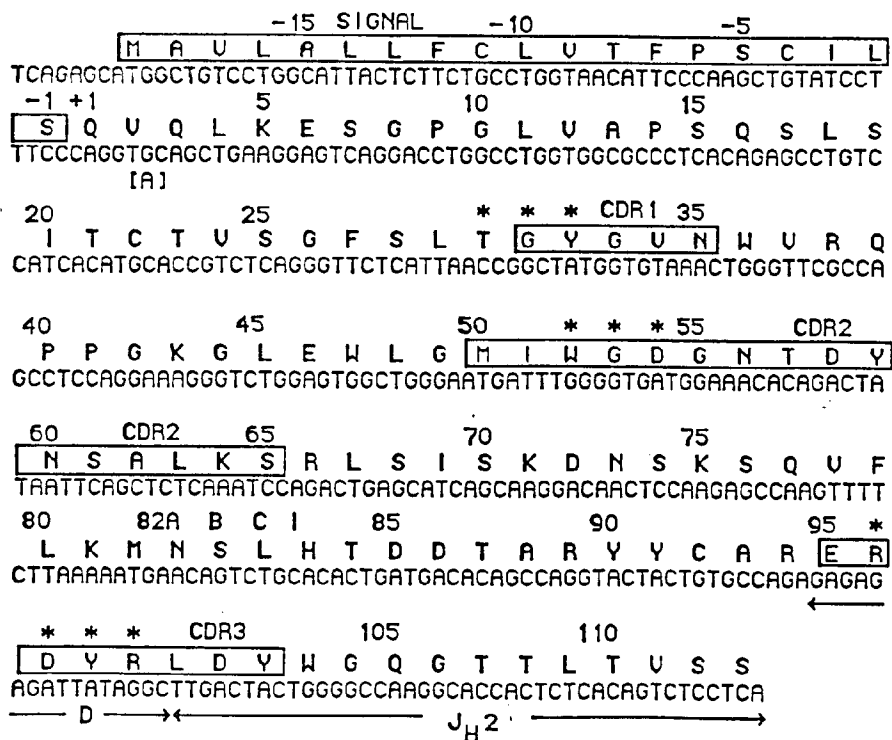 -15 SIGNAL -10 -5
M A V L A L L F C L V T F P S C I L
TCAGAGCATGGCTGTCCTGGCATTACTCTTCTGCCTGGTAACATTCCCAAGCTGTATCCT
-1 +1 5 10 15
S Q V Q L K E S G P G L V A P S Q S L S
TTCCCAGGTGCAGCTGAAGGAGTCAGGACCTGGCCTGGTGGCGCCCTCACAGAGCCTGTC
[A]
20 25 * * * CDR1 35
I T C T V S G F S L T G Y G V N W V R Q
CATCACATGCACCGTCTCAGGGTTCTCATTAACCGGCTATGGTGTAAACTGGGTTCGCCA
40 45 50 * * * 55 CDR2
P P G K G L E W L G M I W G D G N T D Y
GCCTCCAGGAAAGGGTCTGGAGTGGCTGGGAATGATTTGGGGTGATGGAAACACAGACTA
60 CDR2 65 70 75
N S A L K S R L S I S K D N S K S Q V F
TAATTCAGCTCTCAAATCCAGACTGAGCATCAGCAAGGACAACTCCAAGAGCCAAGTTTT
80 82A B C I 85 90 95 *
L K M N S L H T D D T A R Y Y C A R E R
CTTAAAAATGAACAGTCTGCACACTGATGACACAGCCAGGTACTACTGTGCCAGAGAGAG
* * * CDR3 105 110
D Y R L D Y W G Q G T T L T V S S
AGATTATAGGCTTGACTACTGGGGCCAAGGCACCACTCTCACAGTCTCCTCA
D JH2